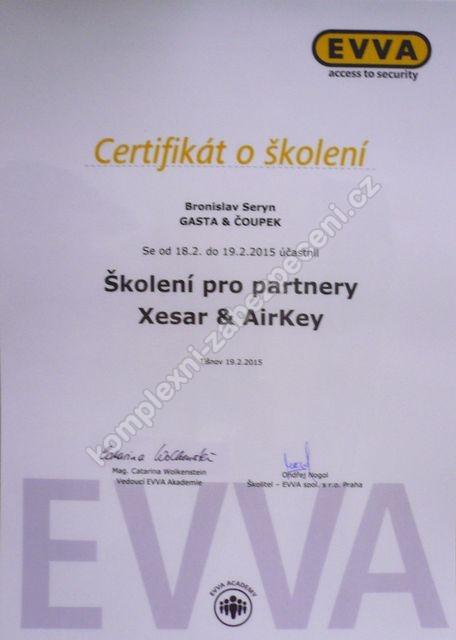 EVVA
access to security
Certifikát o školení
Bronislav Seryn
GASTA & ČOUPEK
Se od 18.2. do 19.2.2015 účastnil
Školení pro partnery
Xesar & AirKey
Tišnov 19.2.2015
komplexni-zabezpeceni.cz
Catarina Wolkenstein
Mag. Catarina Wolkenstein
Vedoucí EVVA Akademie
Ondřej Nogol
Školitel – EVVA spol. s r.o. Praha
EVVA
EVVA ACADEMY